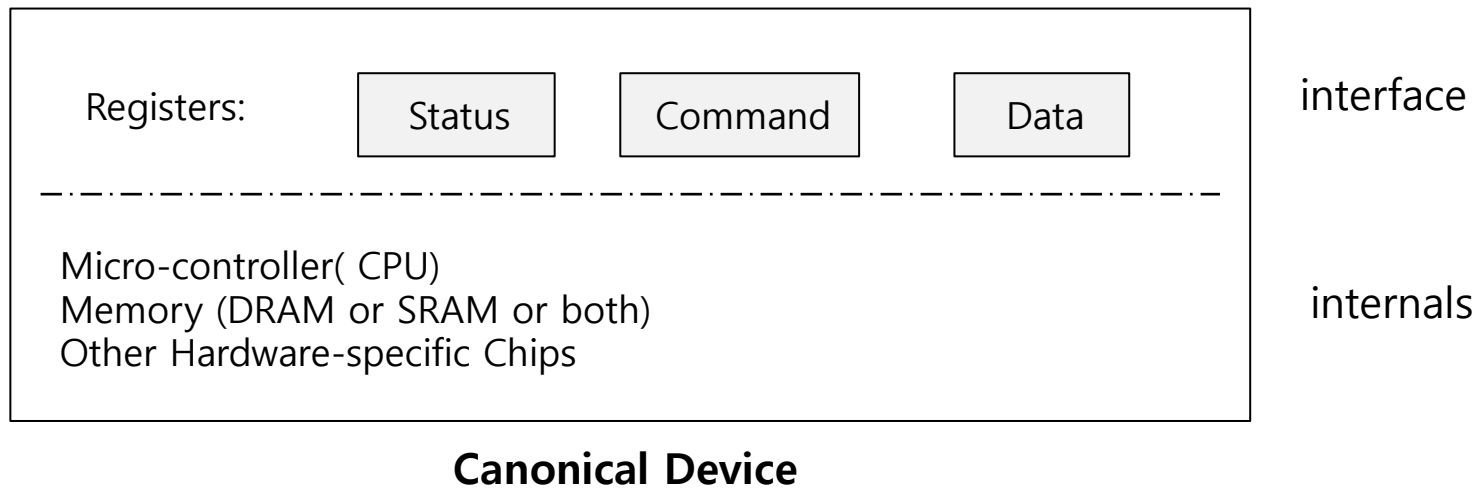 Registers: Status Command Data
interface
Micro-controller( CPU)
Memory (DRAM or SRAM or both)
Other Hardware-specific Chips
internals
Canonical Device